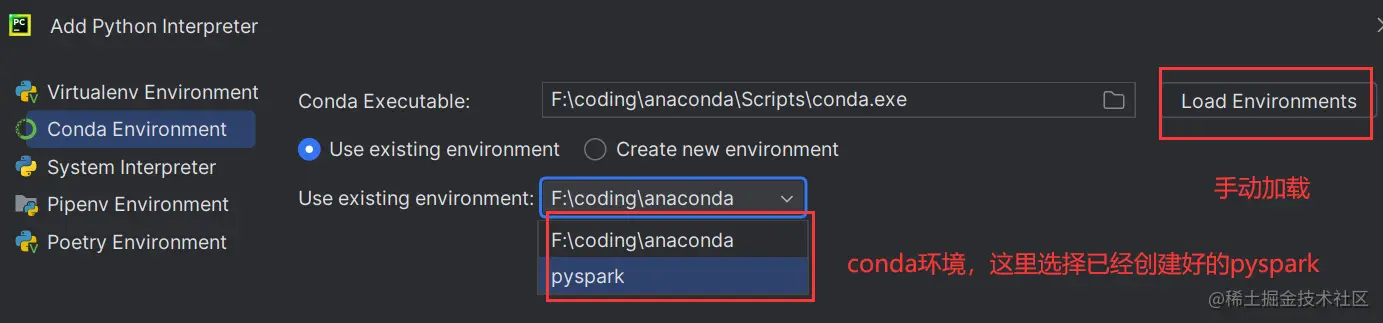 PC
Add Python Interpreter
Virtualenv Environment
Conda Environment
System Interpreter
Pipenv Environment
Poetry Environment
Conda Executable:
F:\coding\anaconda\Scripts\conda.exe
Load Environments
Use existing environment
Create new environment
手动加载
Use existing environment:
F:\coding\anaconda
F:\coding\anaconda
pyspark
conda环境，这里选择已经创建好的pyspark
@稀土掘金技术社区